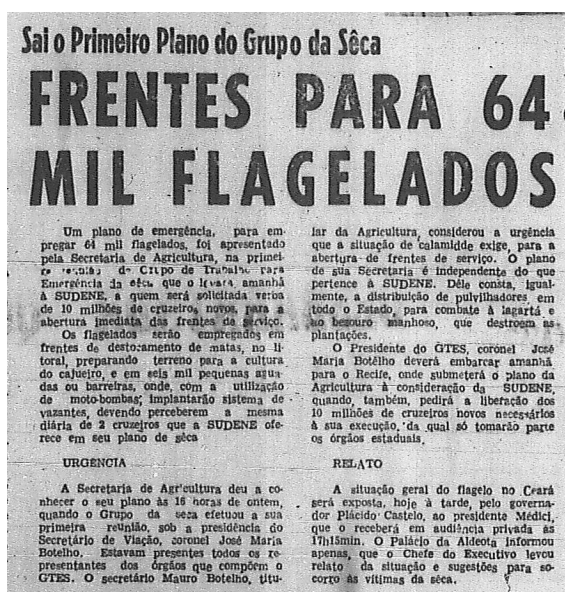 Sai o Primeiro Plano do Grupo da Sêca
FRENTES PARA 64
MIL FLAGELADOS
Um plano de emergência, para em-
pregar 64 mil flagelados, foi apresentado
pela Secretaria de Agricultura, na primei-
do Grupo de Trabalho para
Emergência da sêca que o levará amanhã
à SUDENE, a quem será solicitada verba
de 10 milhões de cruzeiros novos, para a
abertura imediata das frentes de serviço.
Os flagelados serão empregados em
frentes de destocamento de matas, no li-
toral, preparando terreno para a cultura
do cajueiro, e em seis mil pequenas agua-
das ou barreiras, onde, com a utilização
de moto-bombas, implantarão sistema de
vazantes, devendo perceberem a mesma
diária de 2 cruzeiros que a SUDENE ofe-
rece em seu plano de sêca
URGÊNCIA
A Secretaria de Agricultura deu a co-
nhecer o seu plano às 16 horas de ontem,
quando o Grupo da seca efetuou a sua
primeira reunião, sob a presidência do
Secretário de Viação, coronel José Maria
Botelho. Estavam presentes todos os re-
presentantes dos órgãos que compõem o
GTES. O secretário Mauro Botelho, titu-
lar da Agricultura, considerou a urgência
que a situação de calamidde exige, para a
abertura de frentes de serviço. O plano
de sua Secretaria é independente do que
pertence à SUDENE. Dêle consta, igual-
mente, a distribuição de pulvilhadores, em
todo o Estado, para combate à lagarta e
ao besouro manhoso, que destroem as
plantações.
O Presidente do GTES, coronel José
Maria Botêlho deverá embarcar amanhã
para o Recife, onde submeterá o plano da
Agricultura à consideração da SUDENE,
quando, também, pedirá a liberação dos
10 milhões de cruzeiros novos necessários
à sua execução, da qual só tomarão parte
os órgãos estaduais.
RELATO
A situação geral do flagelo no Ceará
será exposta, hoje à tarde, pelo governa-
dor Plácido Castelo, ao presidente Médici,
que o receberá em audiência privada às
17h15min. O Palácio da Aldeota informou
apenas, que o Chefe do Executivo levou
relato da situação e sugestões para so-
corro às vítimas da sêca.